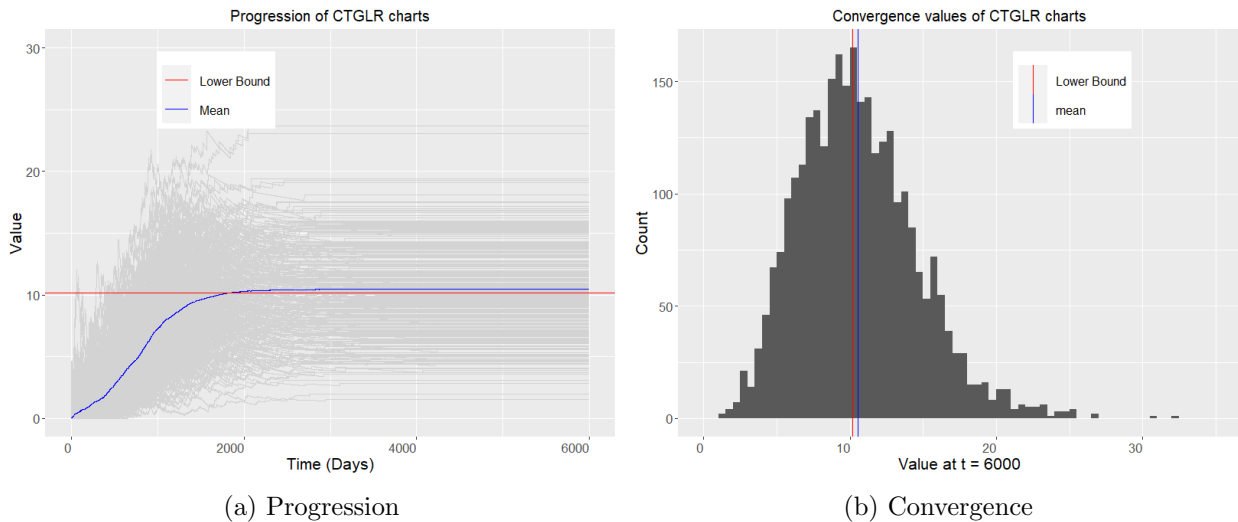 Progression of CTGLR charts
Value
30
20
10
0
Lower Bound
Mean
0 2000 4000 6000
Time (Days)
(a) Progression
Convergence values of CTGLR charts
Count
150
100
50
0
Lower Bound
mean
0 10 20 30
Value at t = 6000
(b) Convergence